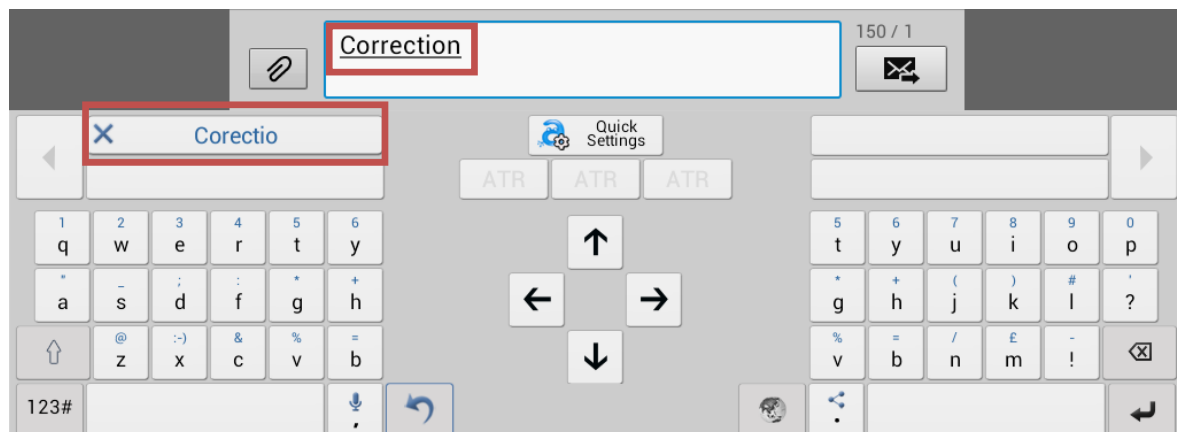 150 / 1
Correction
Corectio
Quick
Settings
ATR ATR ATR
1 2 3 4 5 6 5 6 7 8 9 0
q w e r t y t y u i o p
" _ ; : * + * + ( ) # '
a s d f g h g h j k l ?
@ :-) & % = % = / £ -
z x c v b v b n m !
123# , .